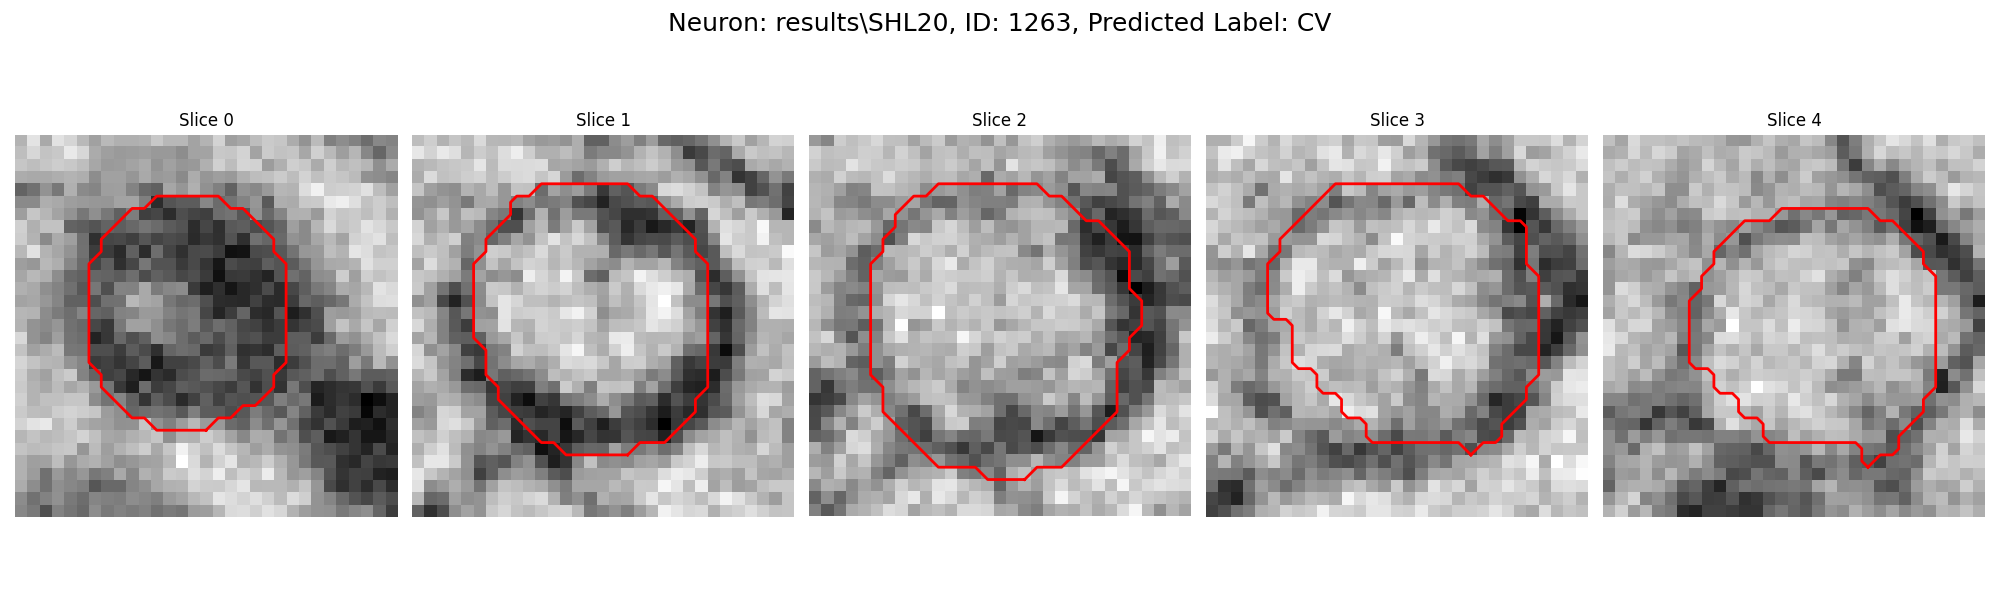 Neuron: results\SHL20, ID: 1263, Predicted Label: CV
Slice 0
Slice 1
Slice 2
Slice 3
Slice 4